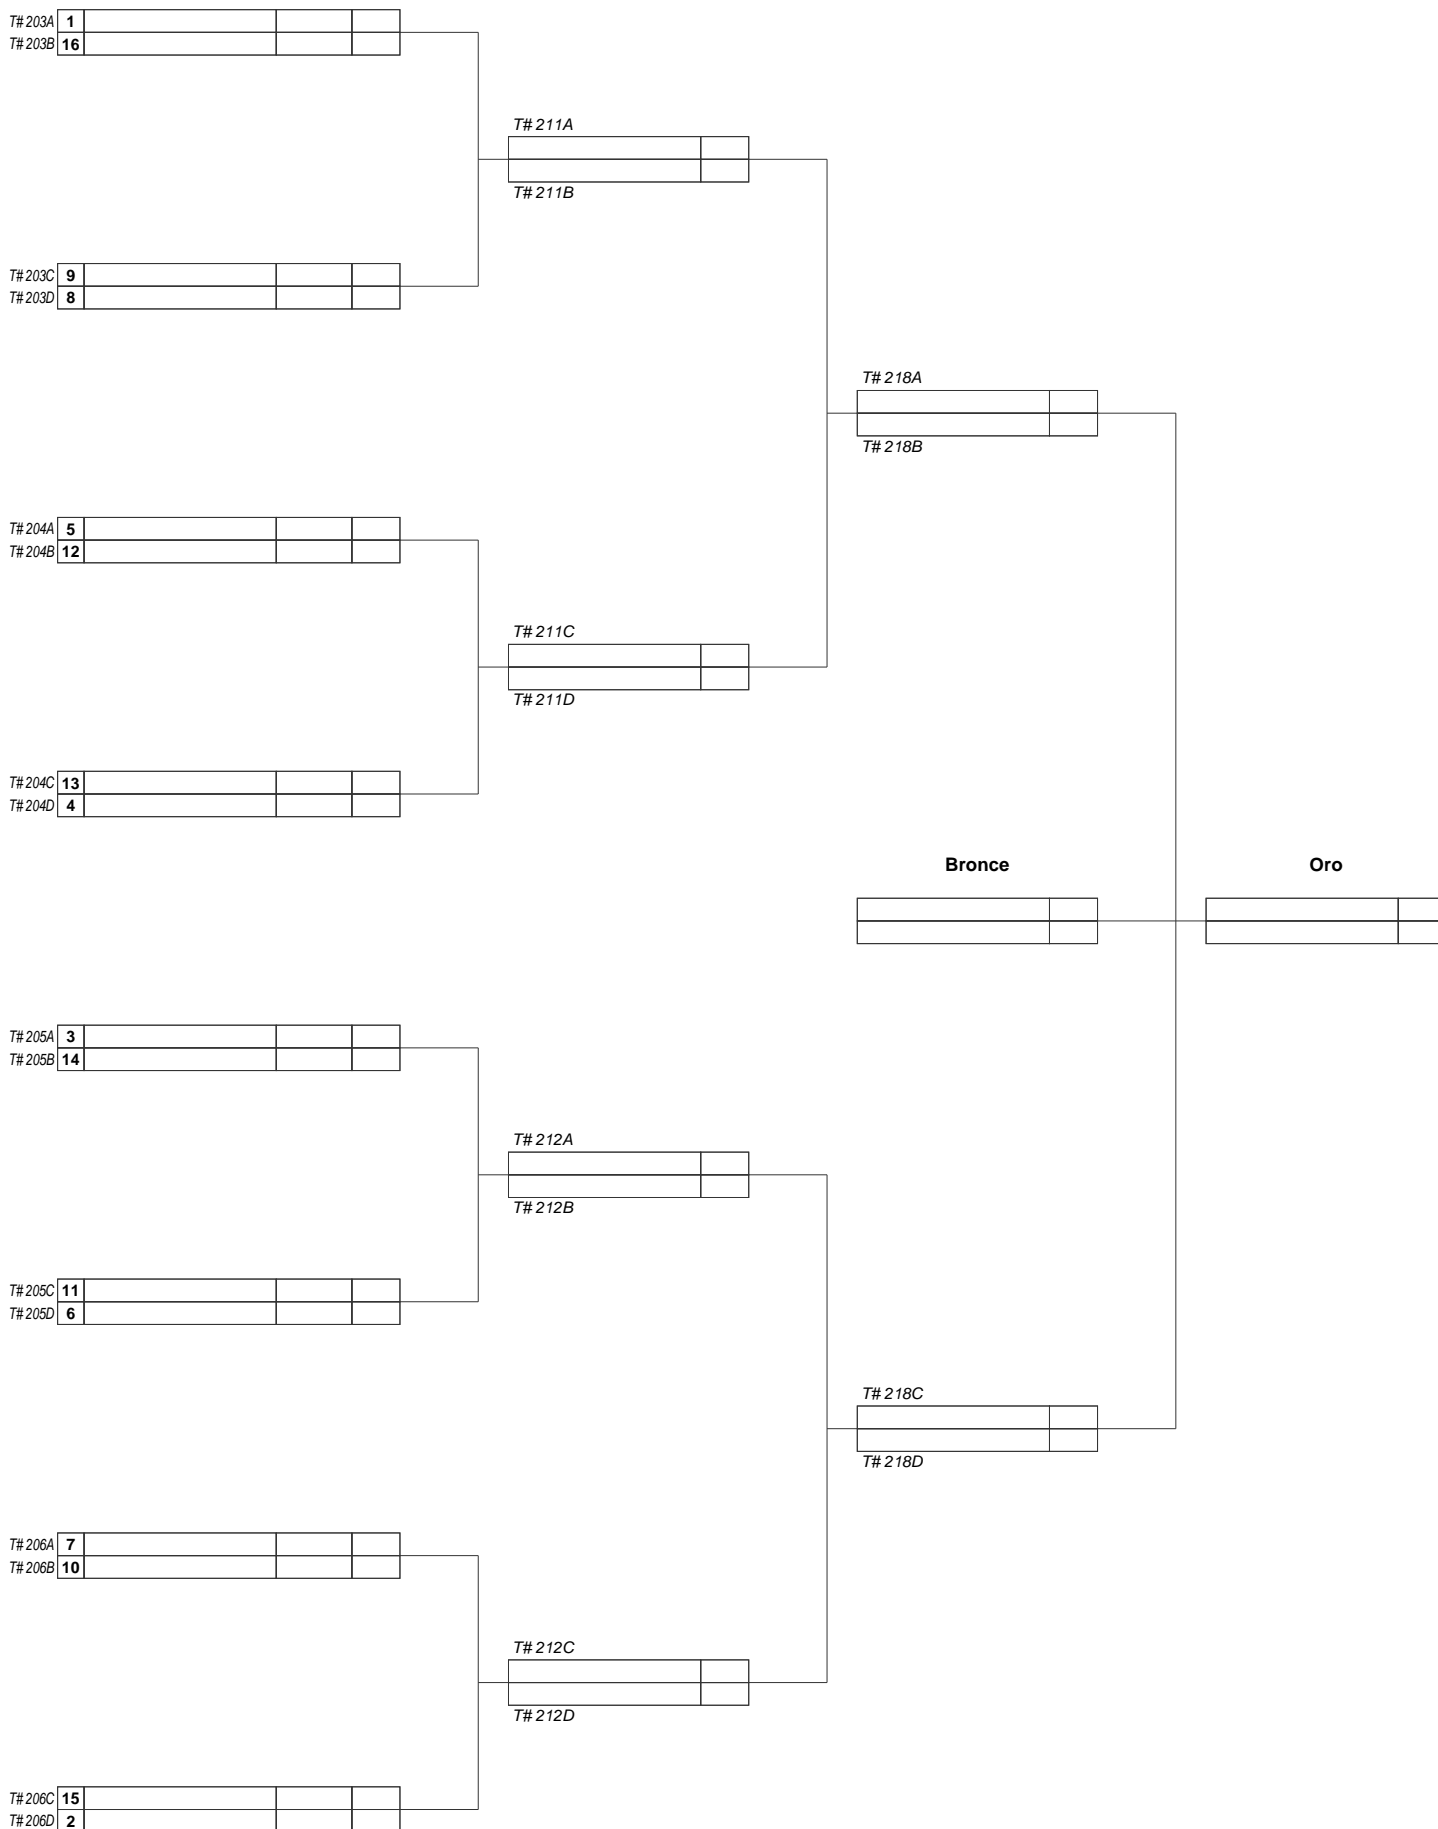 T# 203A 1
T# 203B 16
T# 211A
T# 211B
T# 203C 9
T# 203D 8
T# 218A
T# 218B
T# 204A 5
T# 204B 12
T# 211C
T# 211D
T# 204C 13
T# 204D 4
Bronce Oro
T# 205A 3
T# 205B 14
T# 212A
T# 212B
T# 205C 11
T# 205D 6
T# 218C
T# 218D
T# 206A 7
T# 206B 10
T# 212C
T# 212D
T# 206C 15
T# 206D 2